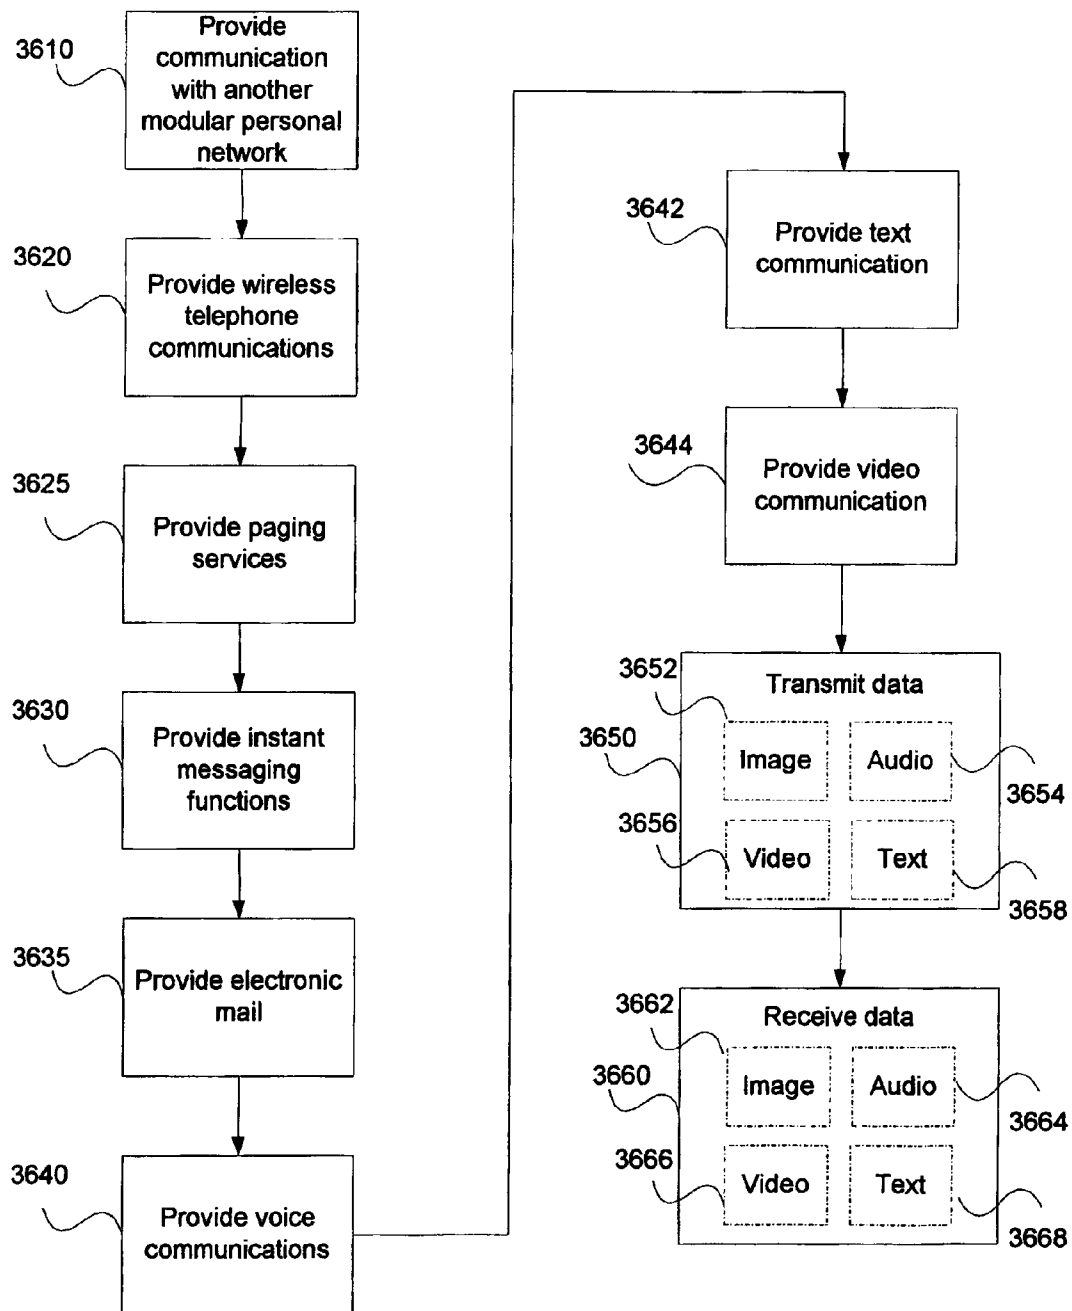 3610
Provide
communication
with another
modular personal
network
3620
Provide wireless
telephone
communications
3625
Provide paging
services
3630
Provide instant
messaging
functions
3635
Provide electronic
mail
3640
Provide voice
communications
3642
Provide text
communication
3644
Provide video
communication
3650
Transmit data
3652
Image
Audio
3654
3656
Video
Text
3658
3660
Receive data
3662
Image
Audio
3664
3666
Video
Text
3668